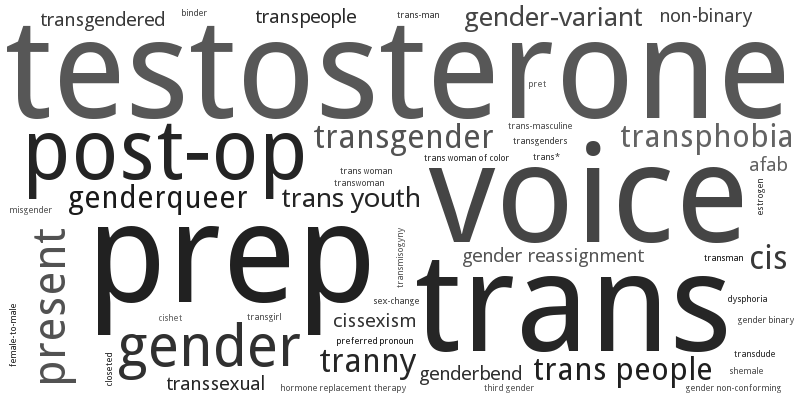 transgendered
binder
transpeople
trans-man
gender-variant
non-binary
testosterone
pret
post-op
transgender
trans-masculine
transgenders
transphobia
trans woman of color
trans*
afab
trans woman
transwoman
genderqueer
trans youth
voice
estrogen
misgender
prep
transmisogyny
gender reassignment
transman
cis
present
trans
sex-change
dysphoria
female-to-male
cishet
transgirl
cissexism
gender binary
gender
preferred pronoun
closeted
tranny
transdude
genderbend
trans people
shemale
transsexual
hormone replacement therapy
third gender
gender non-conforming